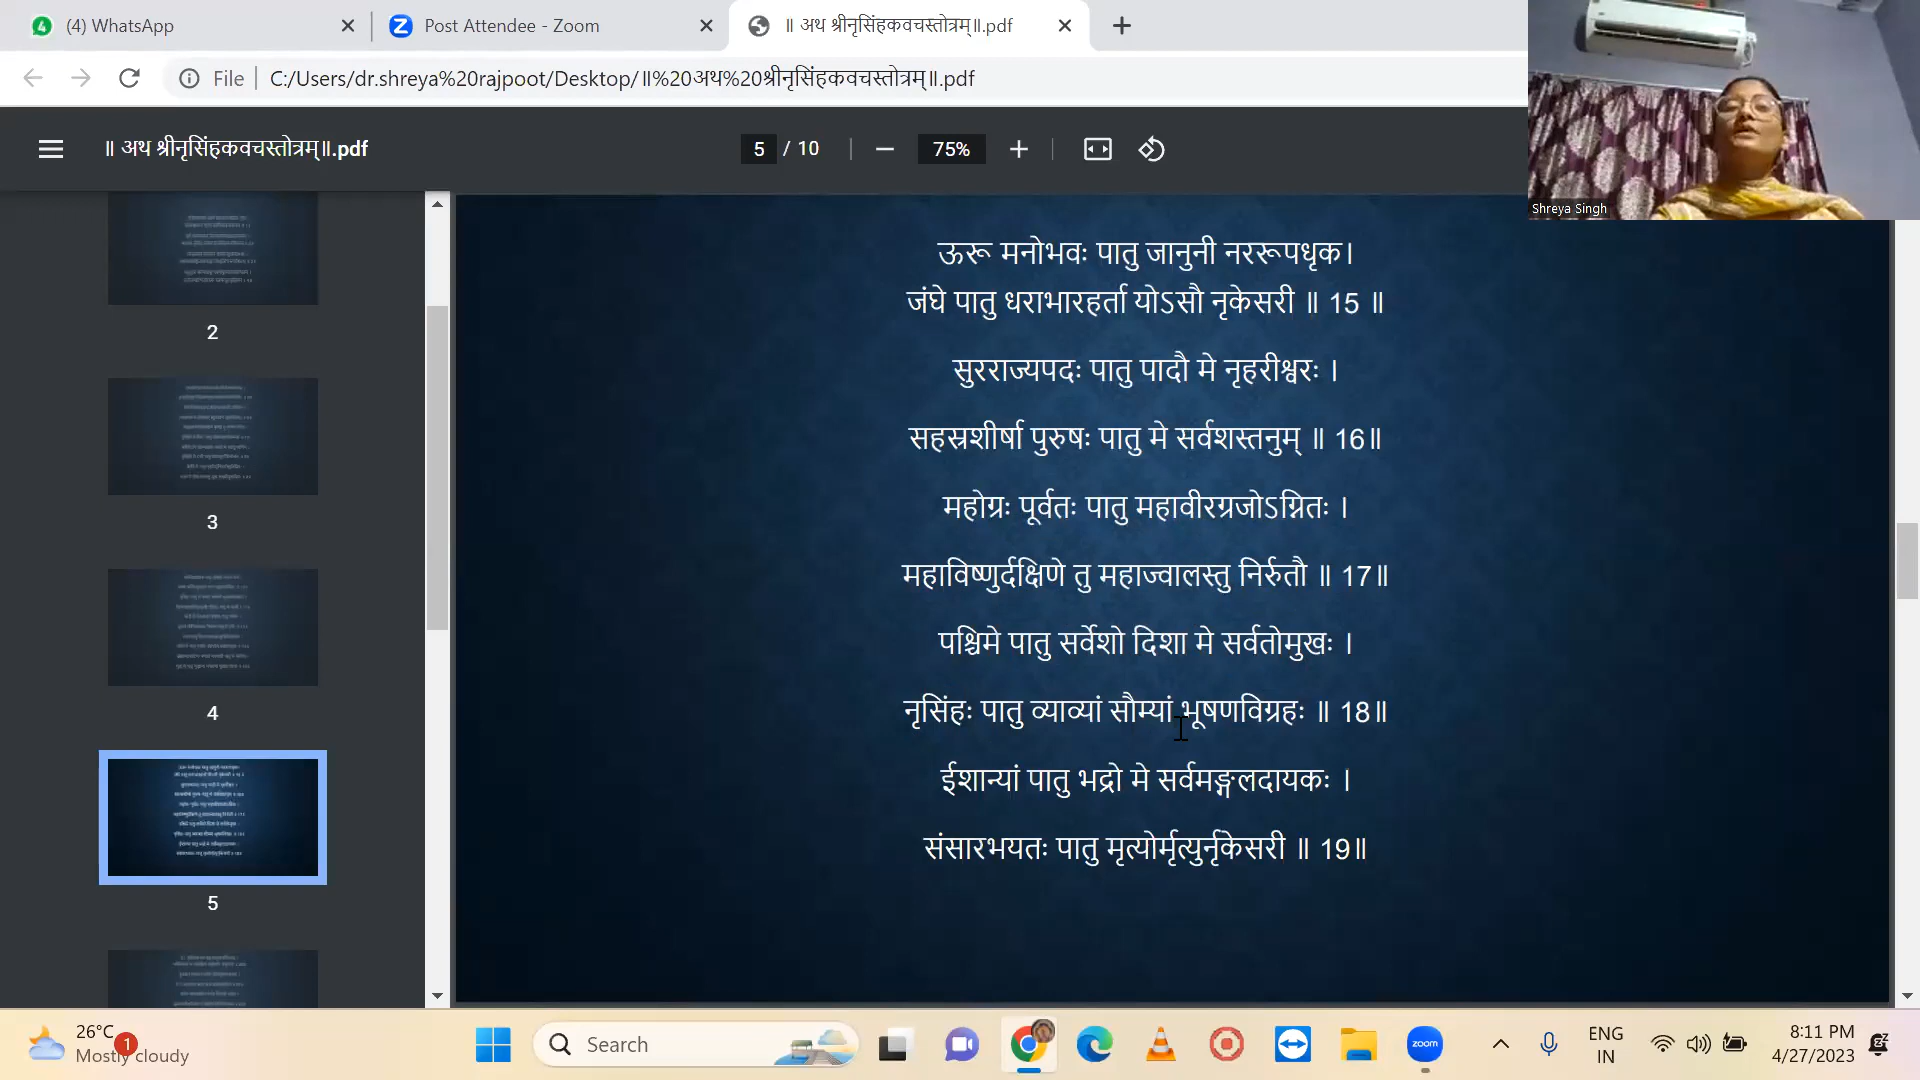 (4) WhatsApp
Post Attendee - Zoom
॥ अथ श्रीनृसिंहकवचस्तोत्रम्॥.pdf
File
C:/Users/dr.shreya%20rajpoot/Desktop/॥%20अथ%20श्रीनृसिंहकवचस्तोत्रम्॥.pdf
॥ अथ श्रीनृसिंहकवचस्तोत्रम्॥.pdf
5 / 10
75%
Shreya Singh
2
3
4
5
ऊरू मनोभवः पातु जानुनी नररूपधृक।
जंघे पातु धराभारहर्ता योऽसौ नृकेसरी ॥ 15 ॥
सुरराज्यपदः पातु पादौ मे नृहरीश्वरः ।
सहस्रशीर्षा पुरुषः पातु मे सर्वशस्तनुम् ॥ 16॥
महोग्रः पूर्वतः पातु महावीरग्रजोऽग्नितः ।
महाविष्णुर्दक्षिणे तु महाज्वालस्तु निर्रुतौ ॥ 17॥
पश्चिमे पातु सर्वेशो दिशा मे सर्वतोमुखः ।
नृसिंहः पातु व्याव्यां सौम्यां भूषणविग्रहः ॥ 18॥
ईशान्यां पातु भद्रो मे सर्वमङ्गलदायकः ।
संसारभयतः पातु मृत्योर्मृत्युर्नृकेसरी ॥ 19॥
26°C
1
Mostly cloudy
Search
zoom
ENG
IN
8:11 PM
4/27/2023